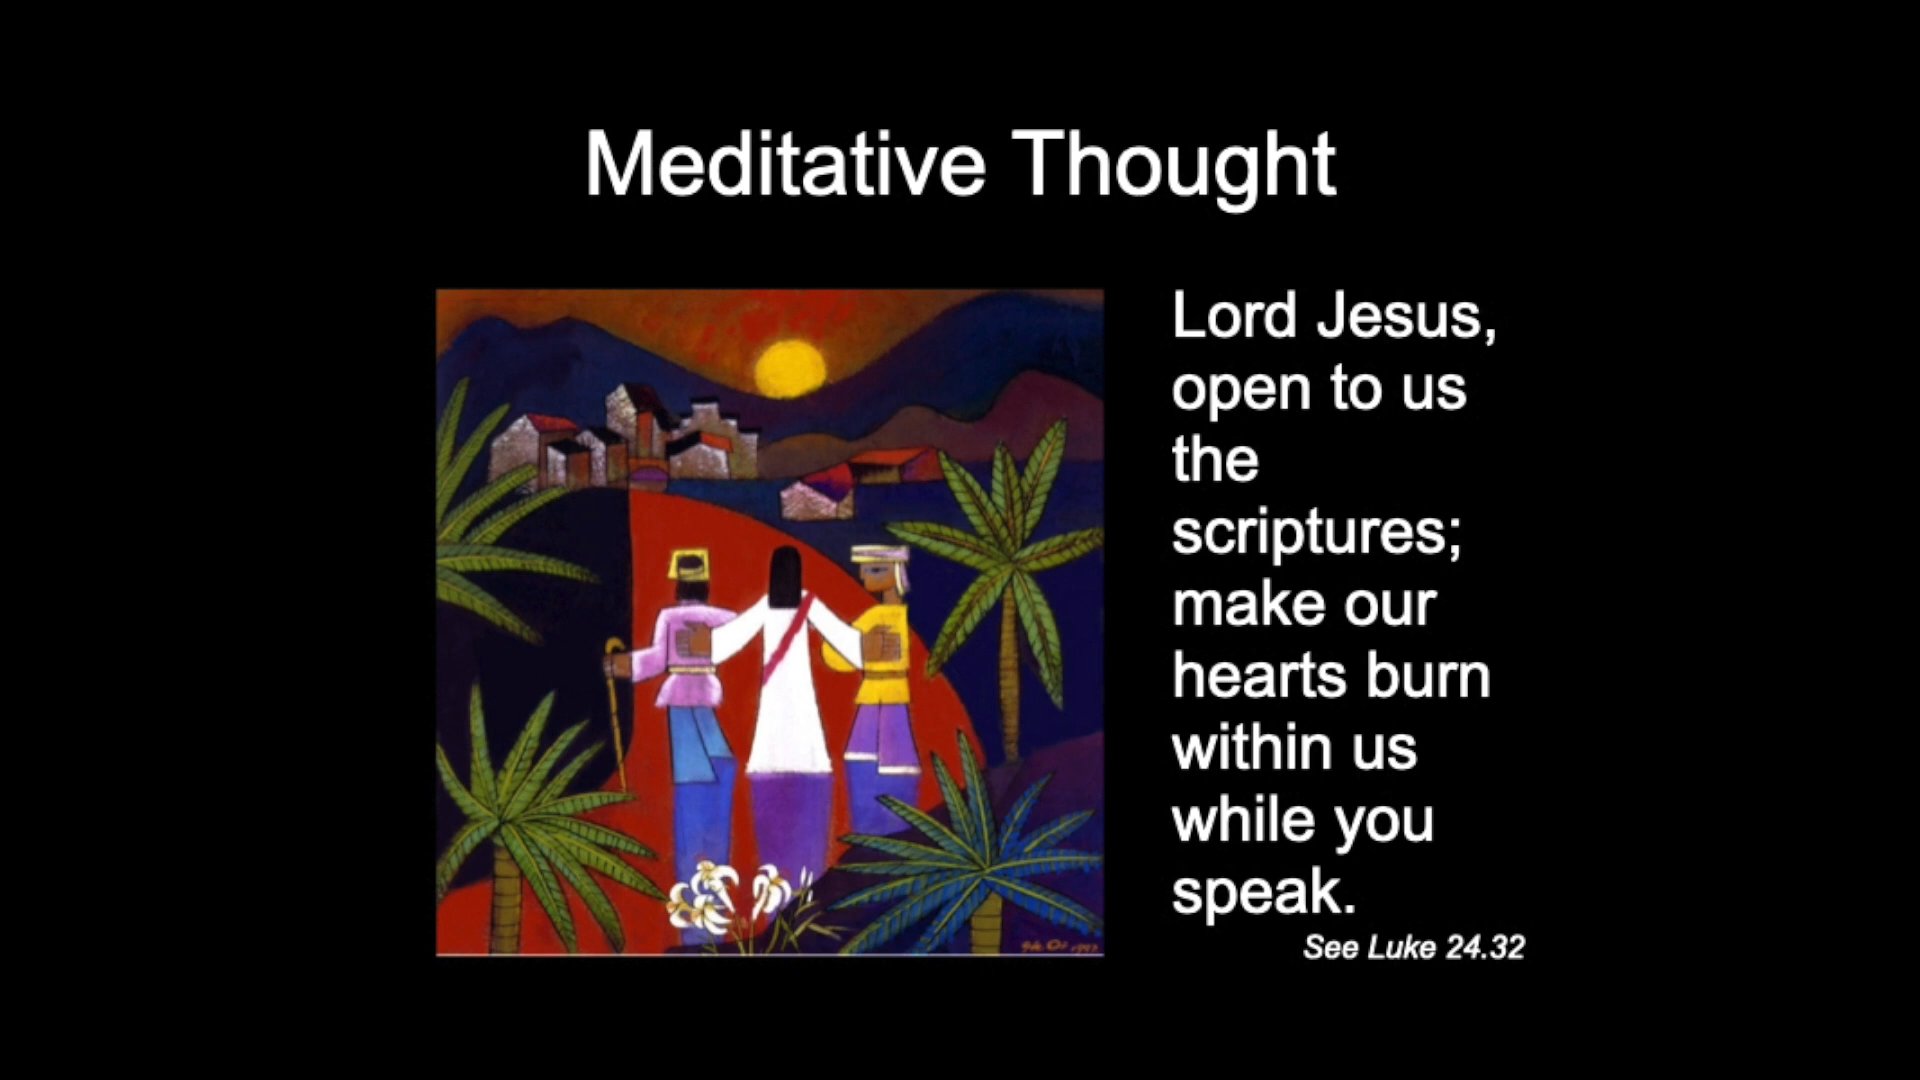 Meditative Thought
Lord Jesus,
open to us
the
scriptures;
make our
hearts burn
within us
while you
speak.
See Luke 24.32